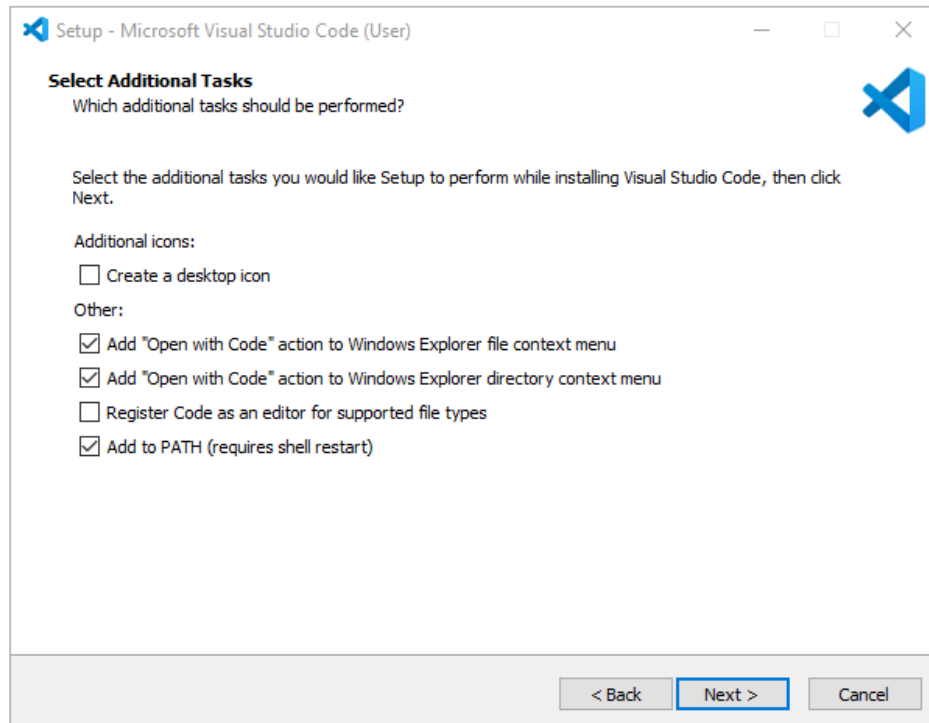 Setup - Microsoft Visual Studio Code (User)
Select Additional Tasks
Which additional tasks should be performed?
Select the additional tasks you would like Setup to perform while installing Visual Studio Code, then click
Next.
Additional icons:
Create a desktop icon
Other:
Add "Open with Code" action to Windows Explorer file context menu
Add "Open with Code" action to Windows Explorer directory context menu
Register Code as an editor for supported file types
Add to PATH (requires shell restart)
< Back Next > Cancel